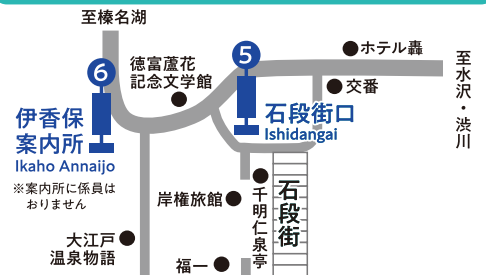 至榛名湖
徳富蘆花
記念文学館
5
ホテル轟
至水沢・渋川
6
交番
伊香保
案内所
Ikaho Annaijo
石段街口
Ishidangai
※案内所に係員は
おりません
岸権旅館
千明仁泉亭
石段街
大江戸
温泉物語
福一